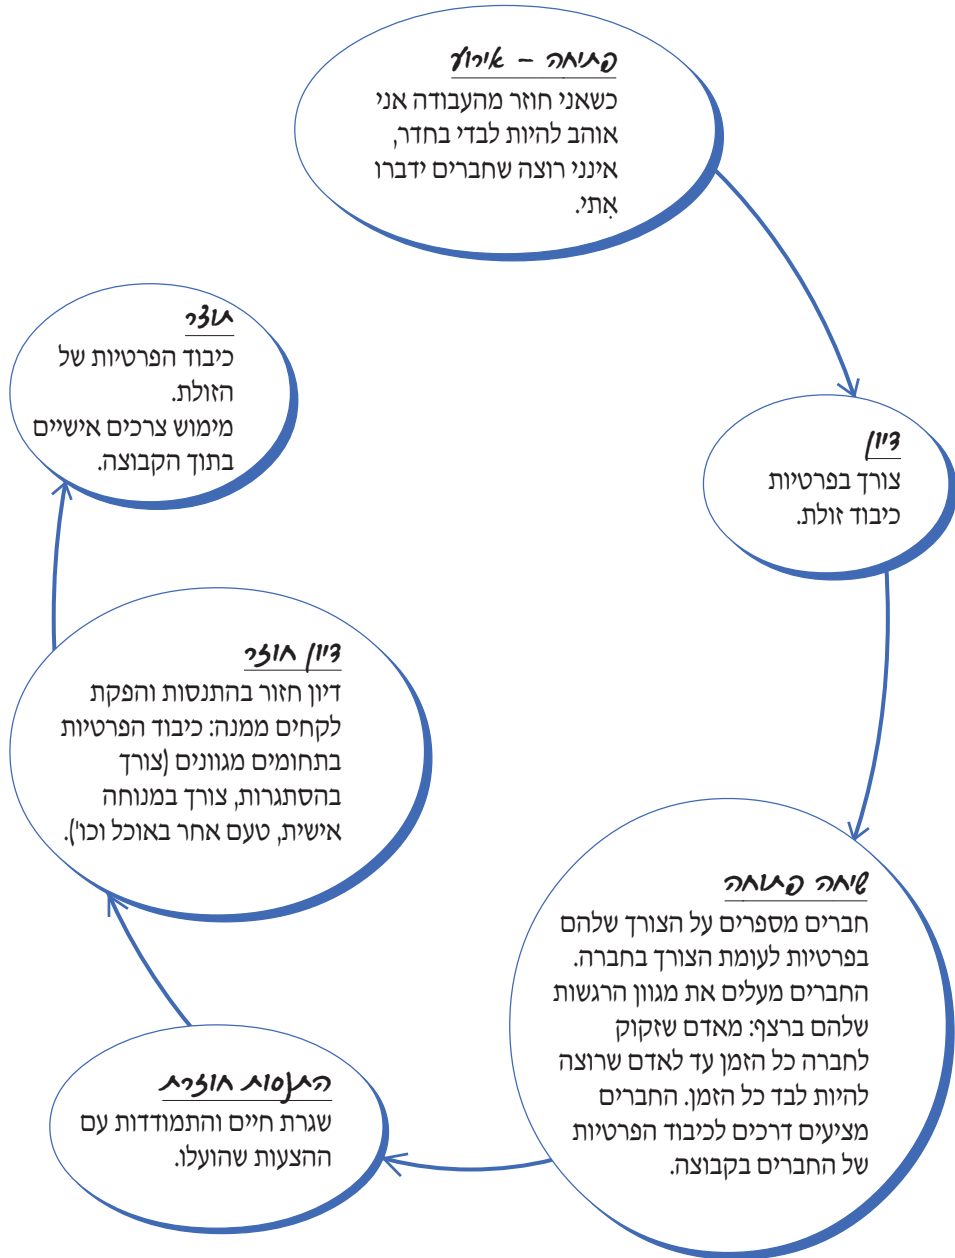 פתיחה – אירוע
כשאני חוזר מהעבודה אני
אוהב להיות לבדי בחדר,
אינני רוצה שחברים ידברו
אִתי.
דיון
צורך בפרטיות
כיבוד זולת.
שיחה פתוחה
חברים מספרים על הצורך שלהם
בפרטיות לעומת הצורך בחברה.
החברים מעלים את מגוון הרגשות
שלהם ברצף: מאדם שזקוק
לחברה כל הזמן עד לאדם שרוצה
להיות לבד כל הזמן. החברים
מציעים דרכים לכיבוד הפרטיות
של החברים בקבוצה.
התנסות חוזרת
שגרת חיים והתמודדות עם
ההצעות שהועלו.
דיון חוזר
דיון חזור בהתנסות והפקת
לקחים ממנה: כיבוד הפרטיות
בתחומים מגוונים (צורך
בהסתגרות, צורך במנוחה
אישית, טעם אחר באוכל וכו').
תוצר
כיבוד הפרטיות של
הזולת.
מימוש צרכים אישיים
בתוך הקבוצה.